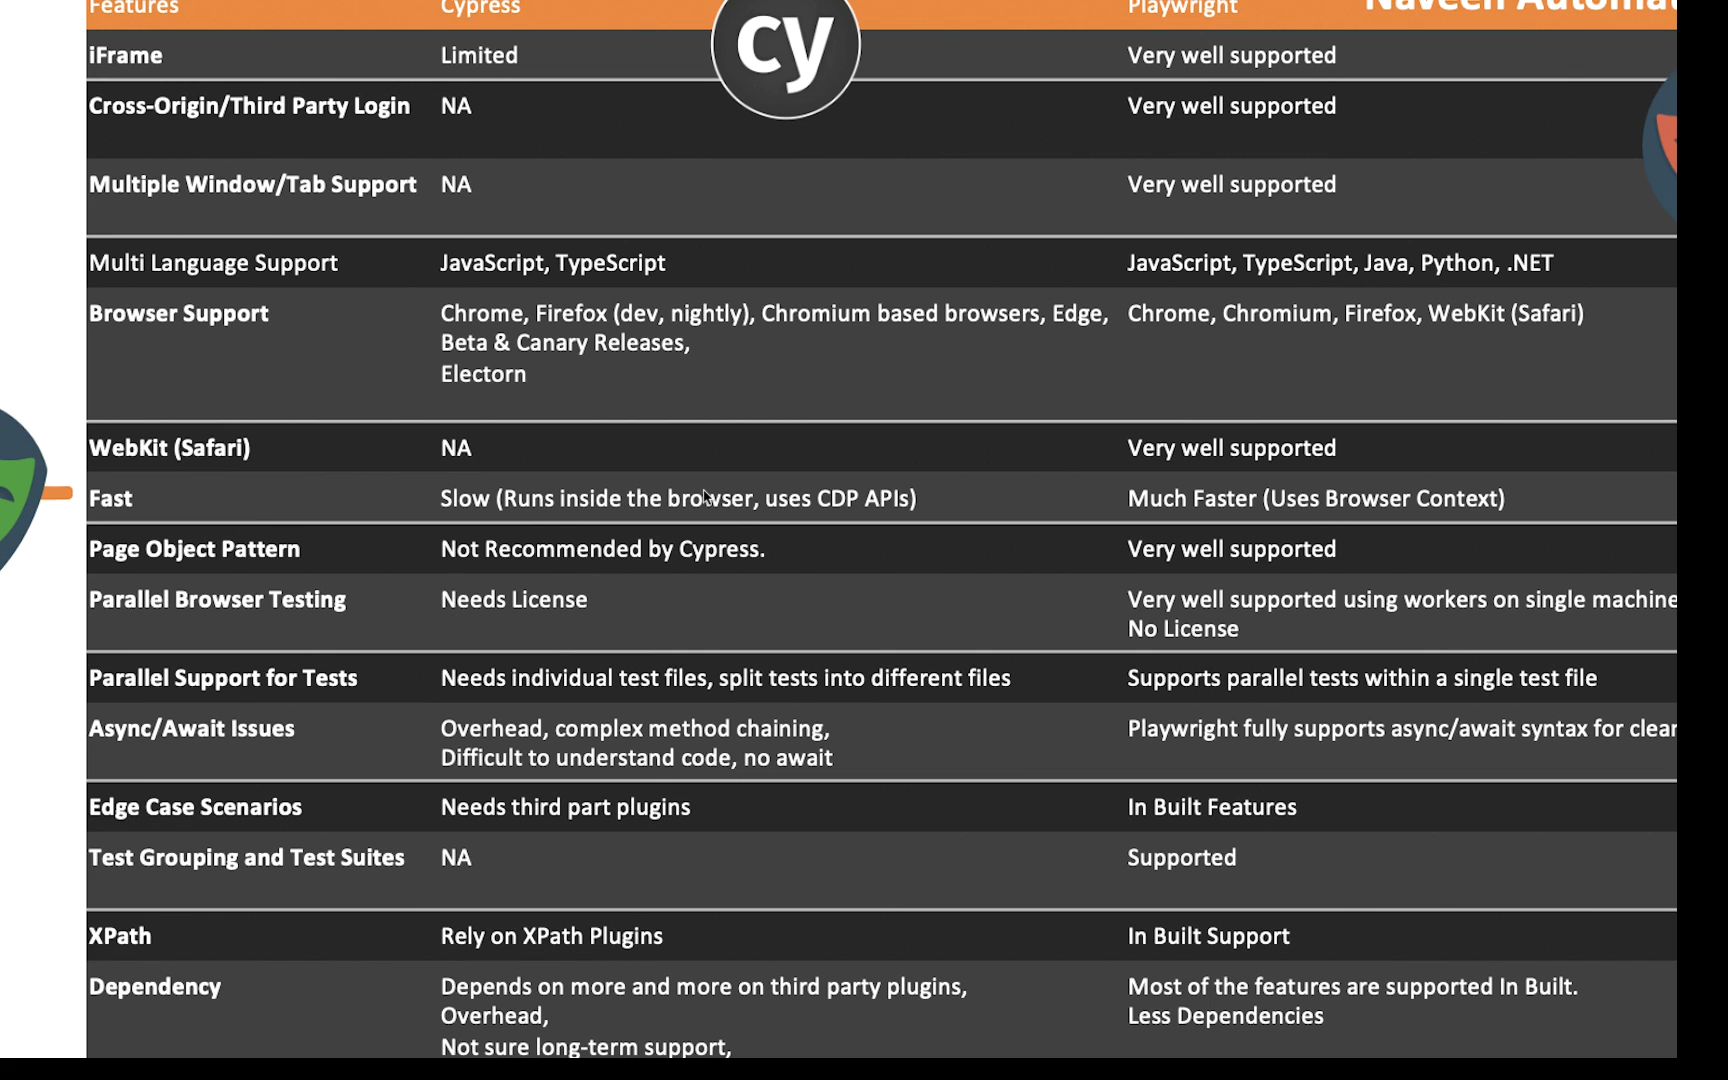 Features Cypress Playwright Naveen Automat
cy
iFrame Limited Very well supported
Cross-Origin/Third Party Login NA Very well supported
Multiple Window/Tab Support NA Very well supported
Multi Language Support JavaScript, TypeScript JavaScript, TypeScript, Java, Python, .NET
Browser Support Chrome, Firefox (dev, nightly), Chromium based browsers, Edge, Chrome, Chromium, Firefox, WebKit (Safari)
Beta & Canary Releases,
Electorn
WebKit (Safari) NA Very well supported
Fast Slow (Runs inside the browser, uses CDP APIs) Much Faster (Uses Browser Context)
Page Object Pattern Not Recommended by Cypress. Very well supported
Parallel Browser Testing Needs License Very well supported using workers on single machine
No License
Parallel Support for Tests Needs individual test files, split tests into different files Supports parallel tests within a single test file
Async/Await Issues Overhead, complex method chaining, Playwright fully supports async/await syntax for clear
Difficult to understand code, no await
Edge Case Scenarios Needs third part plugins In Built Features
Test Grouping and Test Suites NA Supported
XPath Rely on XPath Plugins In Built Support
Dependency Depends on more and more on third party plugins, Most of the features are supported In Built.
Overhead, Less Dependencies
Not sure long-term support,